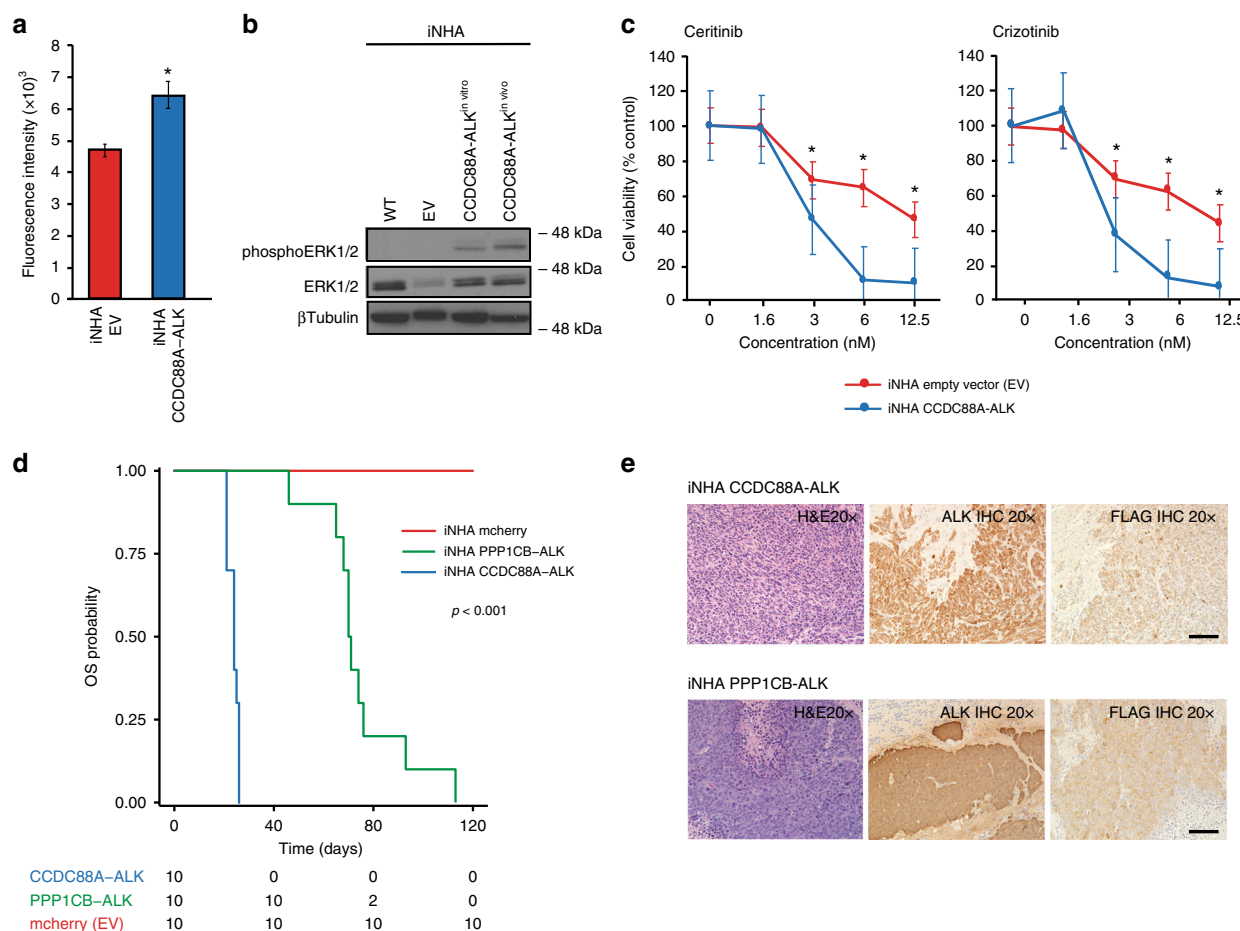 a
8
7
6
5
4
3
2
1
0
Fluorescence intensity (×10)³
*
iNHA EV
iNHA CCDC88A–ALK
b
iNHA
WT
EV
CCDC88A-ALK^in vitro
CCDC88A-ALK^in vivo
phosphoERK1/2
ERK1/2
βTubulin
– 48 kDa
– 48 kDa
– 48 kDa
c
Ceritinib
140
120
100
80
60
40
20
0
Cell viability (% control)
* * *
0 1.6 3 6 12.5
Concentration (nM)
Crizotinib
140
120
100
80
60
40
20
0
* * *
0 1.6 3 6 12.5
Concentration (nM)
iNHA empty vector (EV)
iNHA CCDC88A-ALK
d
1.00
0.75
0.50
0.25
0.00
OS probability
iNHA mcherry
iNHA PPP1CB–ALK
iNHA CCDC88A–ALK
p < 0.001
0 40 80 120
Time (days)
CCDC88A–ALK 10 0 0 0
PPP1CB–ALK 10 10 2 0
mcherry (EV) 10 10 10 10
e
iNHA CCDC88A-ALK
H&E20×
ALK IHC 20×
FLAG IHC 20×
iNHA PPP1CB-ALK
H&E20×
ALK IHC 20×
FLAG IHC 20×